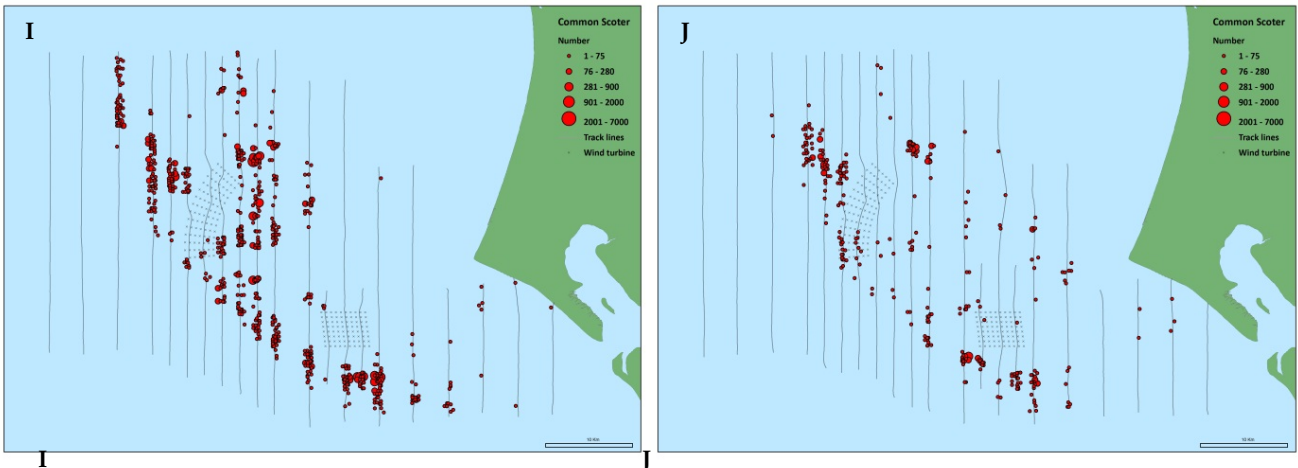 I
Common Scoter
Number
1 - 75
76 - 280
281 - 900
901 - 2000
2001 - 7000
Track lines
Wind turbine
J
Common Scoter
Number
1 - 75
76 - 280
281 - 900
901 - 2000
2001 - 7000
Track lines
Wind turbine
I
J